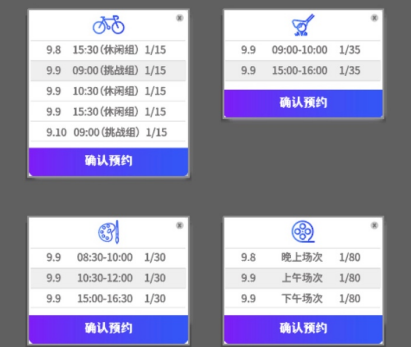 9.8 15:30(休闲组) 1/15
9.9 09:00(挑战组) 1/15
9.9 10:30(休闲组) 1/15
9.9 15:30(休闲组) 1/15
9.10 09:00(挑战组) 1/15
确认预约
9.9 09:00-10:00 1/35
9.9 15:00-16:00 1/35
确认预约
9.9 08:30-10:00 1/30
9.9 10:30-12:00 1/30
9.9 15:00-16:30 1/30
确认预约
9.8 晚上场次 1/80
9.9 上午场次 1/80
9.9 下午场次 1/80
确认预约